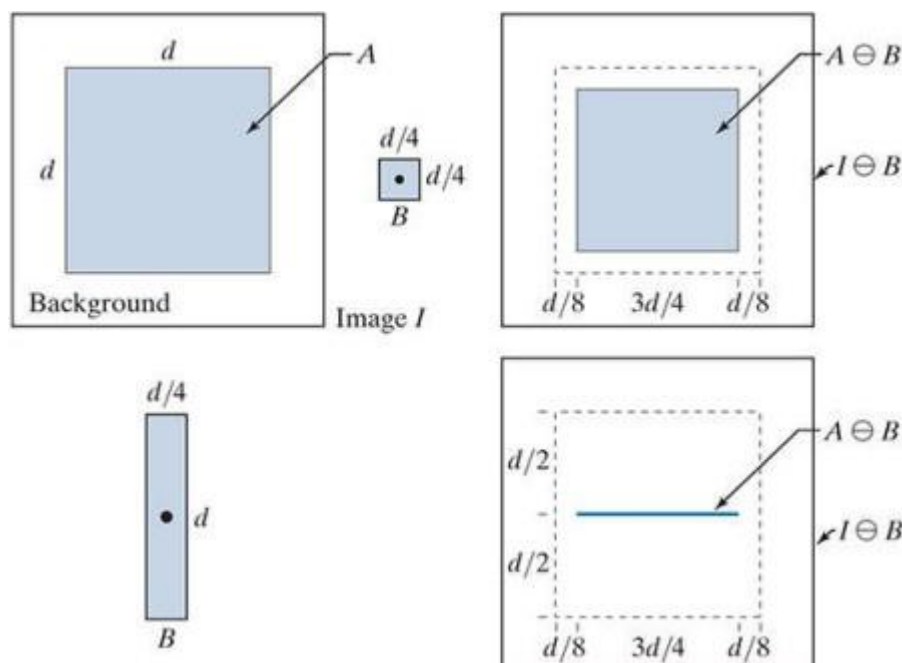 d
A
d
d/4
d/4
B
Background
Image I
A ⊖ B
I ⊖ B
d/8 3d/4 d/8
d/4
d
B
A ⊖ B
d/2
I ⊖ B
d/2
d/8 3d/4 d/8